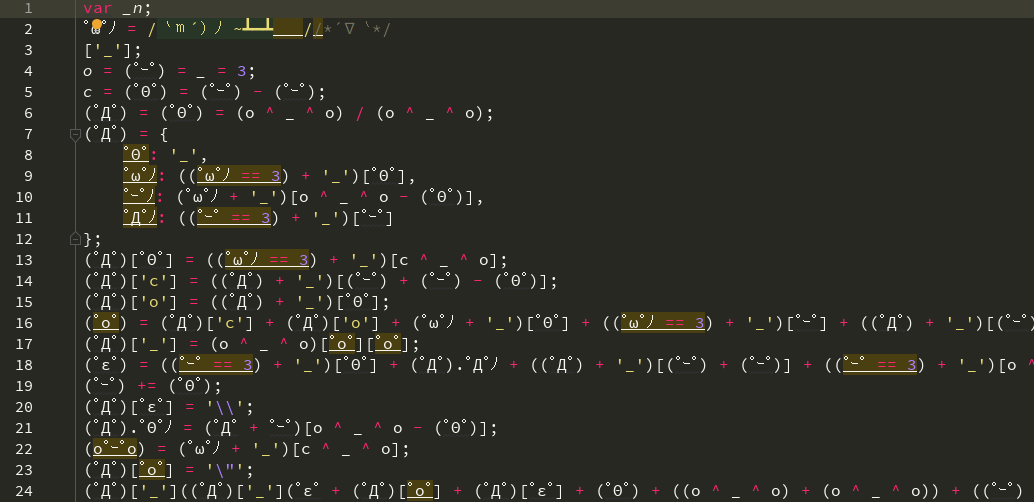 1 var _n;
2 ﾟωﾟﾉ = /｀ｍ´）ﾉ ~┻━┻   //*´∇｀*/
3 ['_'];
4 o = (ﾟｰﾟ) = _ = 3;
5 c = (ﾟΘﾟ) = (ﾟｰﾟ) - (ﾟｰﾟ);
6 (ﾟДﾟ) = (ﾟΘﾟ) = (o ^ _ ^ o) / (o ^ _ ^ o);
7 (ﾟДﾟ) = {
8 ﾟΘﾟ: '_',
9 ﾟωﾟﾉ: ((ﾟωﾟﾉ == 3) + '_')[ﾟΘﾟ],
10 ﾟｰﾟﾉ: (ﾟωﾟﾉ + '_')[o ^ _ ^ o - (ﾟΘﾟ)],
11 ﾟДﾟﾉ: ((ﾟｰﾟ == 3) + '_')[ﾟｰﾟ]
12 };
13 (ﾟДﾟ)[ﾟΘﾟ] = ((ﾟωﾟﾉ == 3) + '_')[c ^ _ ^ o];
14 (ﾟДﾟ)['c'] = ((ﾟДﾟ) + '_')[(ﾟｰﾟ) + (ﾟｰﾟ) - (ﾟΘﾟ)];
15 (ﾟДﾟ)['o'] = ((ﾟДﾟ) + '_')[ﾟΘﾟ];
16 (ﾟoﾟ) = (ﾟДﾟ)['c'] + (ﾟДﾟ)['o'] + (ﾟωﾟﾉ + '_')[ﾟΘﾟ] + ((ﾟωﾟﾉ == 3) + '_')[ﾟｰﾟ] + ((ﾟДﾟ) + '_')[(ﾟｰﾟ)
17 (ﾟДﾟ)['_'] = (o ^ _ ^ o)[ﾟoﾟ][ﾟoﾟ];
18 (ﾟεﾟ) = ((ﾟｰﾟ == 3) + '_')[ﾟΘﾟ] + (ﾟДﾟ).ﾟДﾟﾉ + ((ﾟДﾟ) + '_')[(ﾟｰﾟ) + (ﾟｰﾟ)] + ((ﾟｰﾟ == 3) + '_')[o ^
19 (ﾟｰﾟ) += (ﾟΘﾟ);
20 (ﾟДﾟ)[ﾟεﾟ] = '\\';
21 (ﾟДﾟ).ﾟΘﾟﾉ = (ﾟДﾟ + ﾟｰﾟ)[o ^ _ ^ o - (ﾟΘﾟ)];
22 (oﾟｰﾟo) = (ﾟωﾟﾉ + '_')[c ^ _ ^ o];
23 (ﾟДﾟ)[ﾟoﾟ] = '\"';
24 (ﾟДﾟ)['_']((ﾟДﾟ)['_'](ﾟεﾟ + (ﾟДﾟ)[ﾟoﾟ] + (ﾟДﾟ)[ﾟεﾟ] + (ﾟΘﾟ) + ((o ^ _ ^ o) + (o ^ _ ^ o)) + ((ﾟｰﾟ)